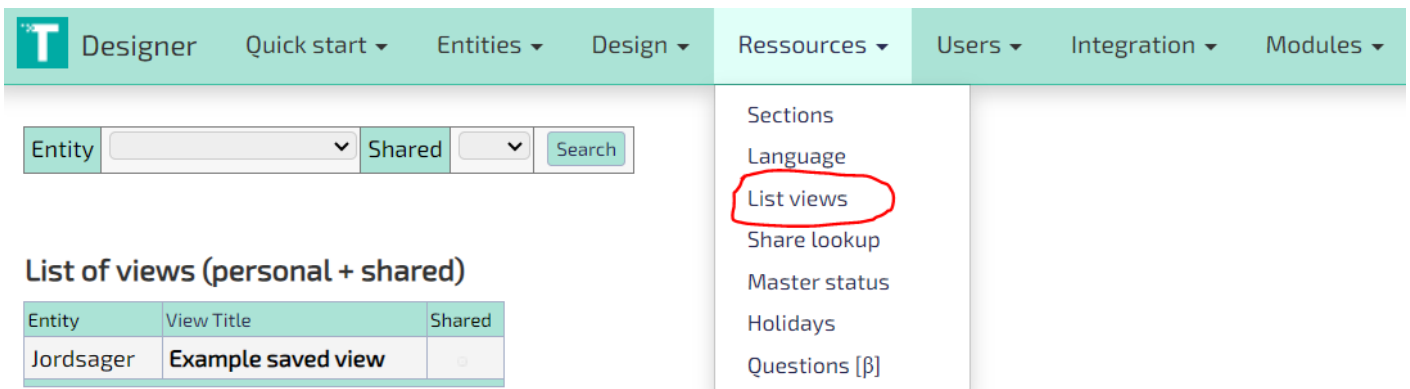 T Designer Quick start Entities Design Ressources Users Integration Modules
Sections
Language
List views
Share lookup
Master status
Holidays
Questions [β]
Entity Shared Search
List of views (personal + shared)
Entity View Title Shared
Jordsager Example saved view